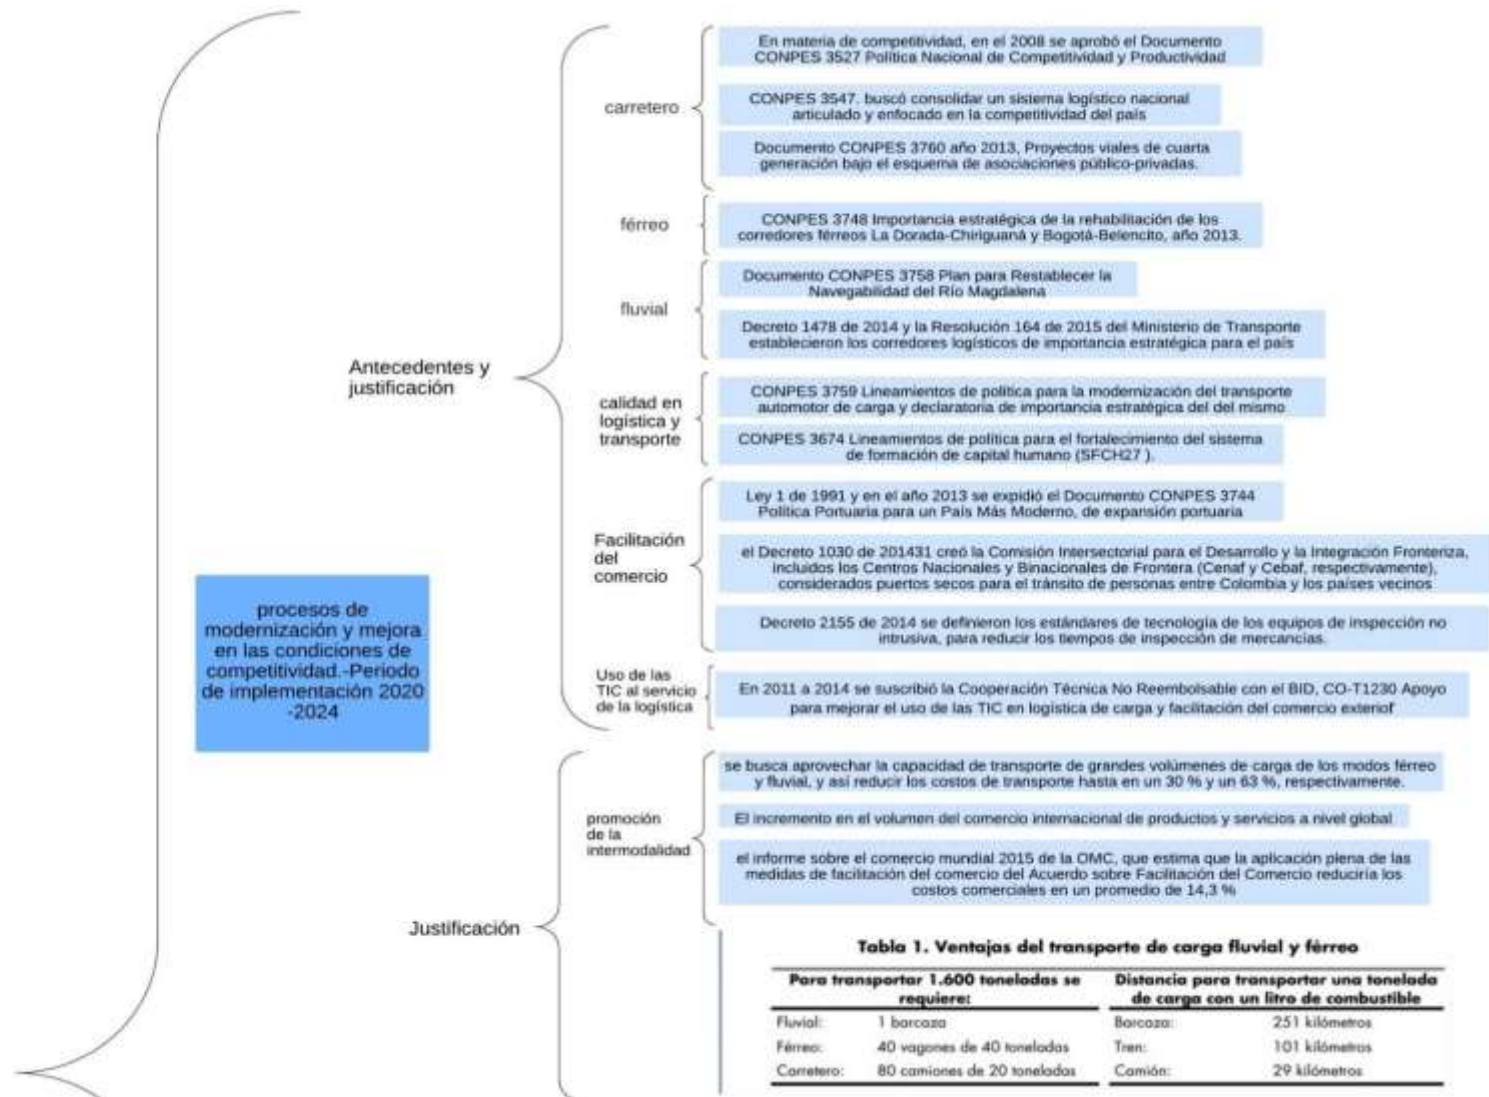 procesos de
modernización y mejora
en las condiciones de
competitividad.-Periodo
de implementación 2020
-2024
Antecedentes y
justificación
carretero
En materia de competitividad, en el 2008 se aprobó el Documento
CONPES 3527 Política Nacional de Competitividad y Productividad
CONPES 3547. buscó consolidar un sistema logístico nacional
articulado y enfocado en la competitividad del país
Documento CONPES 3760 año 2013, Proyectos viales de cuarta
generación bajo el esquema de asociaciones público-privadas.
férreo
CONPES 3748 Importancia estratégica de la rehabilitación de los
corredores férreos La Dorada-Chiriguaná y Bogotá-Belencito, año 2013.
fluvial
Documento CONPES 3758 Plan para Restablecer la
Navegabilidad del Río Magdalena
Decreto 1478 de 2014 y la Resolución 164 de 2015 del Ministerio de Transporte
establecieron los corredores logísticos de importancia estratégica para el país
calidad en
logística y
transporte
CONPES 3759 Lineamientos de política para la modernización del transporte
automotor de carga y declaratoria de importancia estratégica del del mismo
CONPES 3674 Lineamientos de política para el fortalecimiento del sistema
de formación de capital humano (SFCH27 ).
Facilitación
del
comercio
Ley 1 de 1991 y en el año 2013 se expidió el Documento CONPES 3744
Política Portuaria para un País Más Moderno, de expansión portuaria
el Decreto 1030 de 201431 creó la Comisión Intersectorial para el Desarrollo y la Integración Fronteriza,
incluidos los Centros Nacionales y Binacionales de Frontera (Cenaf y Cebaf, respectivamente),
considerados puertos secos para el tránsito de personas entre Colombia y los países vecinos
Decreto 2155 de 2014 se definieron los estándares de tecnología de los equipos de inspección no
intrusiva, para reducir los tiempos de inspección de mercancías.
Uso de las
TIC al servicio
de la logística
En 2011 a 2014 se suscribió la Cooperación Técnica No Reembolsable con el BID, CO-T1230 Apoyo
para mejorar el uso de las TIC en logística de carga y facilitación del comercio exterior
Justificación
promoción
de la
intermodalidad
se busca aprovechar la capacidad de transporte de grandes volúmenes de carga de los modos férreo
y fluvial, y así reducir los costos de transporte hasta en un 30 % y un 63 %, respectivamente.
El incremento en el volumen del comercio internacional de productos y servicios a nivel global
el informe sobre el comercio mundial 2015 de la OMC, que estima que la aplicación plena de las
medidas de facilitación del comercio del Acuerdo sobre Facilitación del Comercio reduciría los
costos comerciales en un promedio de 14,3 %
Tabla 1. Ventajas del transporte de carga fluvial y férreo
Para transportar 1.600 toneladas se
requiere:
Distancia para transportar una tonelada
de carga con un litro de combustible
Fluvial: 1 barcaza Barcaza: 251 kilómetros
Férreo: 40 vagones de 40 toneladas Tren: 101 kilómetros
Carretero: 80 camiones de 20 toneladas Camión: 29 kilómetros